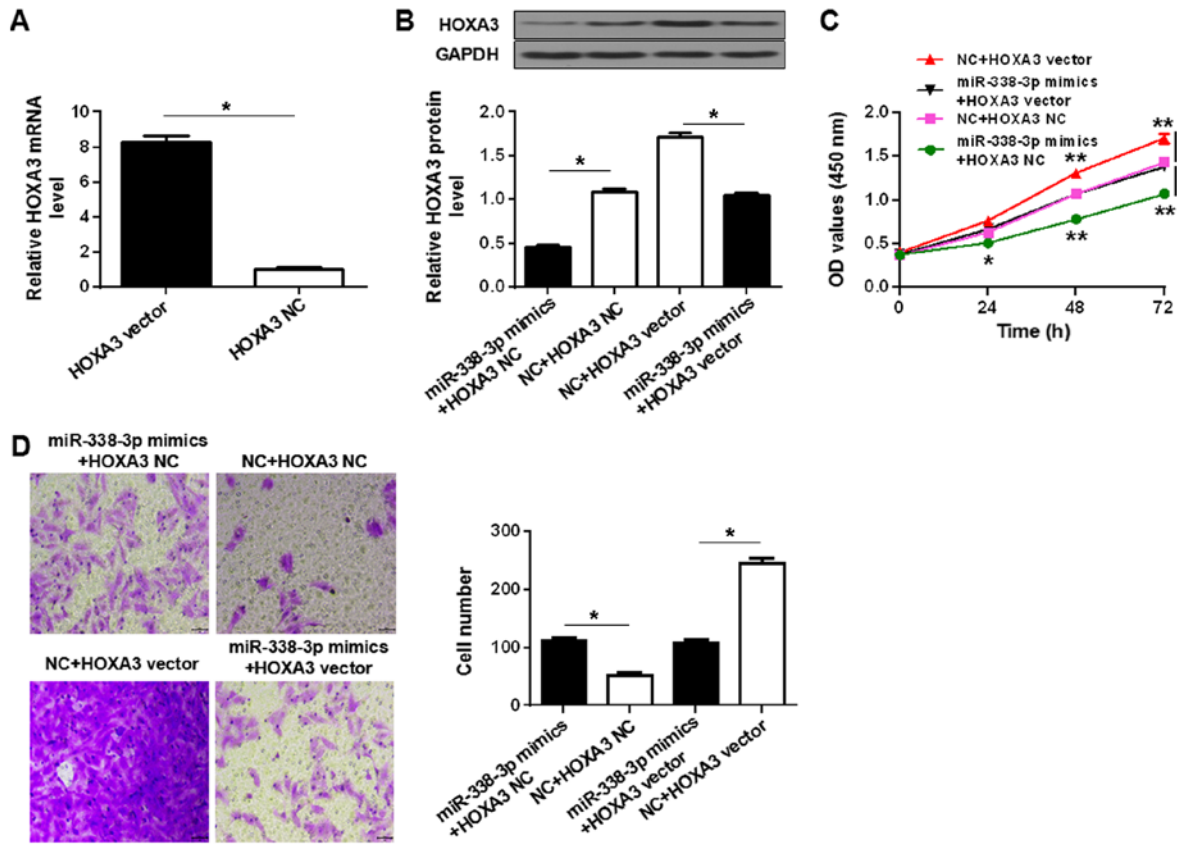 A
Relative HOXA3 mRNA
level
10
8
6
4
2
0
*
HOXA3 vector
HOXA3 NC
B
HOXA3
GAPDH
Relative HOXA3 protein
level
2.0
1.5
1.0
0.5
0.0
*
*
miR-338-3p mimics
+HOXA3 NC
NC+HOXA3 NC
NC+HOXA3 vector
miR-338-3p mimics
+HOXA3 vector
C
NC+HOXA3 vector
miR-338-3p mimics
+HOXA3 vector
NC+HOXA3 NC
miR-338-3p mimics
+HOXA3 NC
OD values (450 nm)
2.0
1.5
1.0
0.5
0.0
**
**
*
**
**
0 24 48 72
Time (h)
D
miR-338-3p mimics
+HOXA3 NC
NC+HOXA3 NC
NC+HOXA3 vector
miR-338-3p mimics
+HOXA3 vector
Cell number
300
200
100
0
*
*
miR-338-3p mimics
+HOXA3 NC
NC+HOXA3 NC
miR-338-3p mimics
+HOXA3 vector
NC+HOXA3 vector